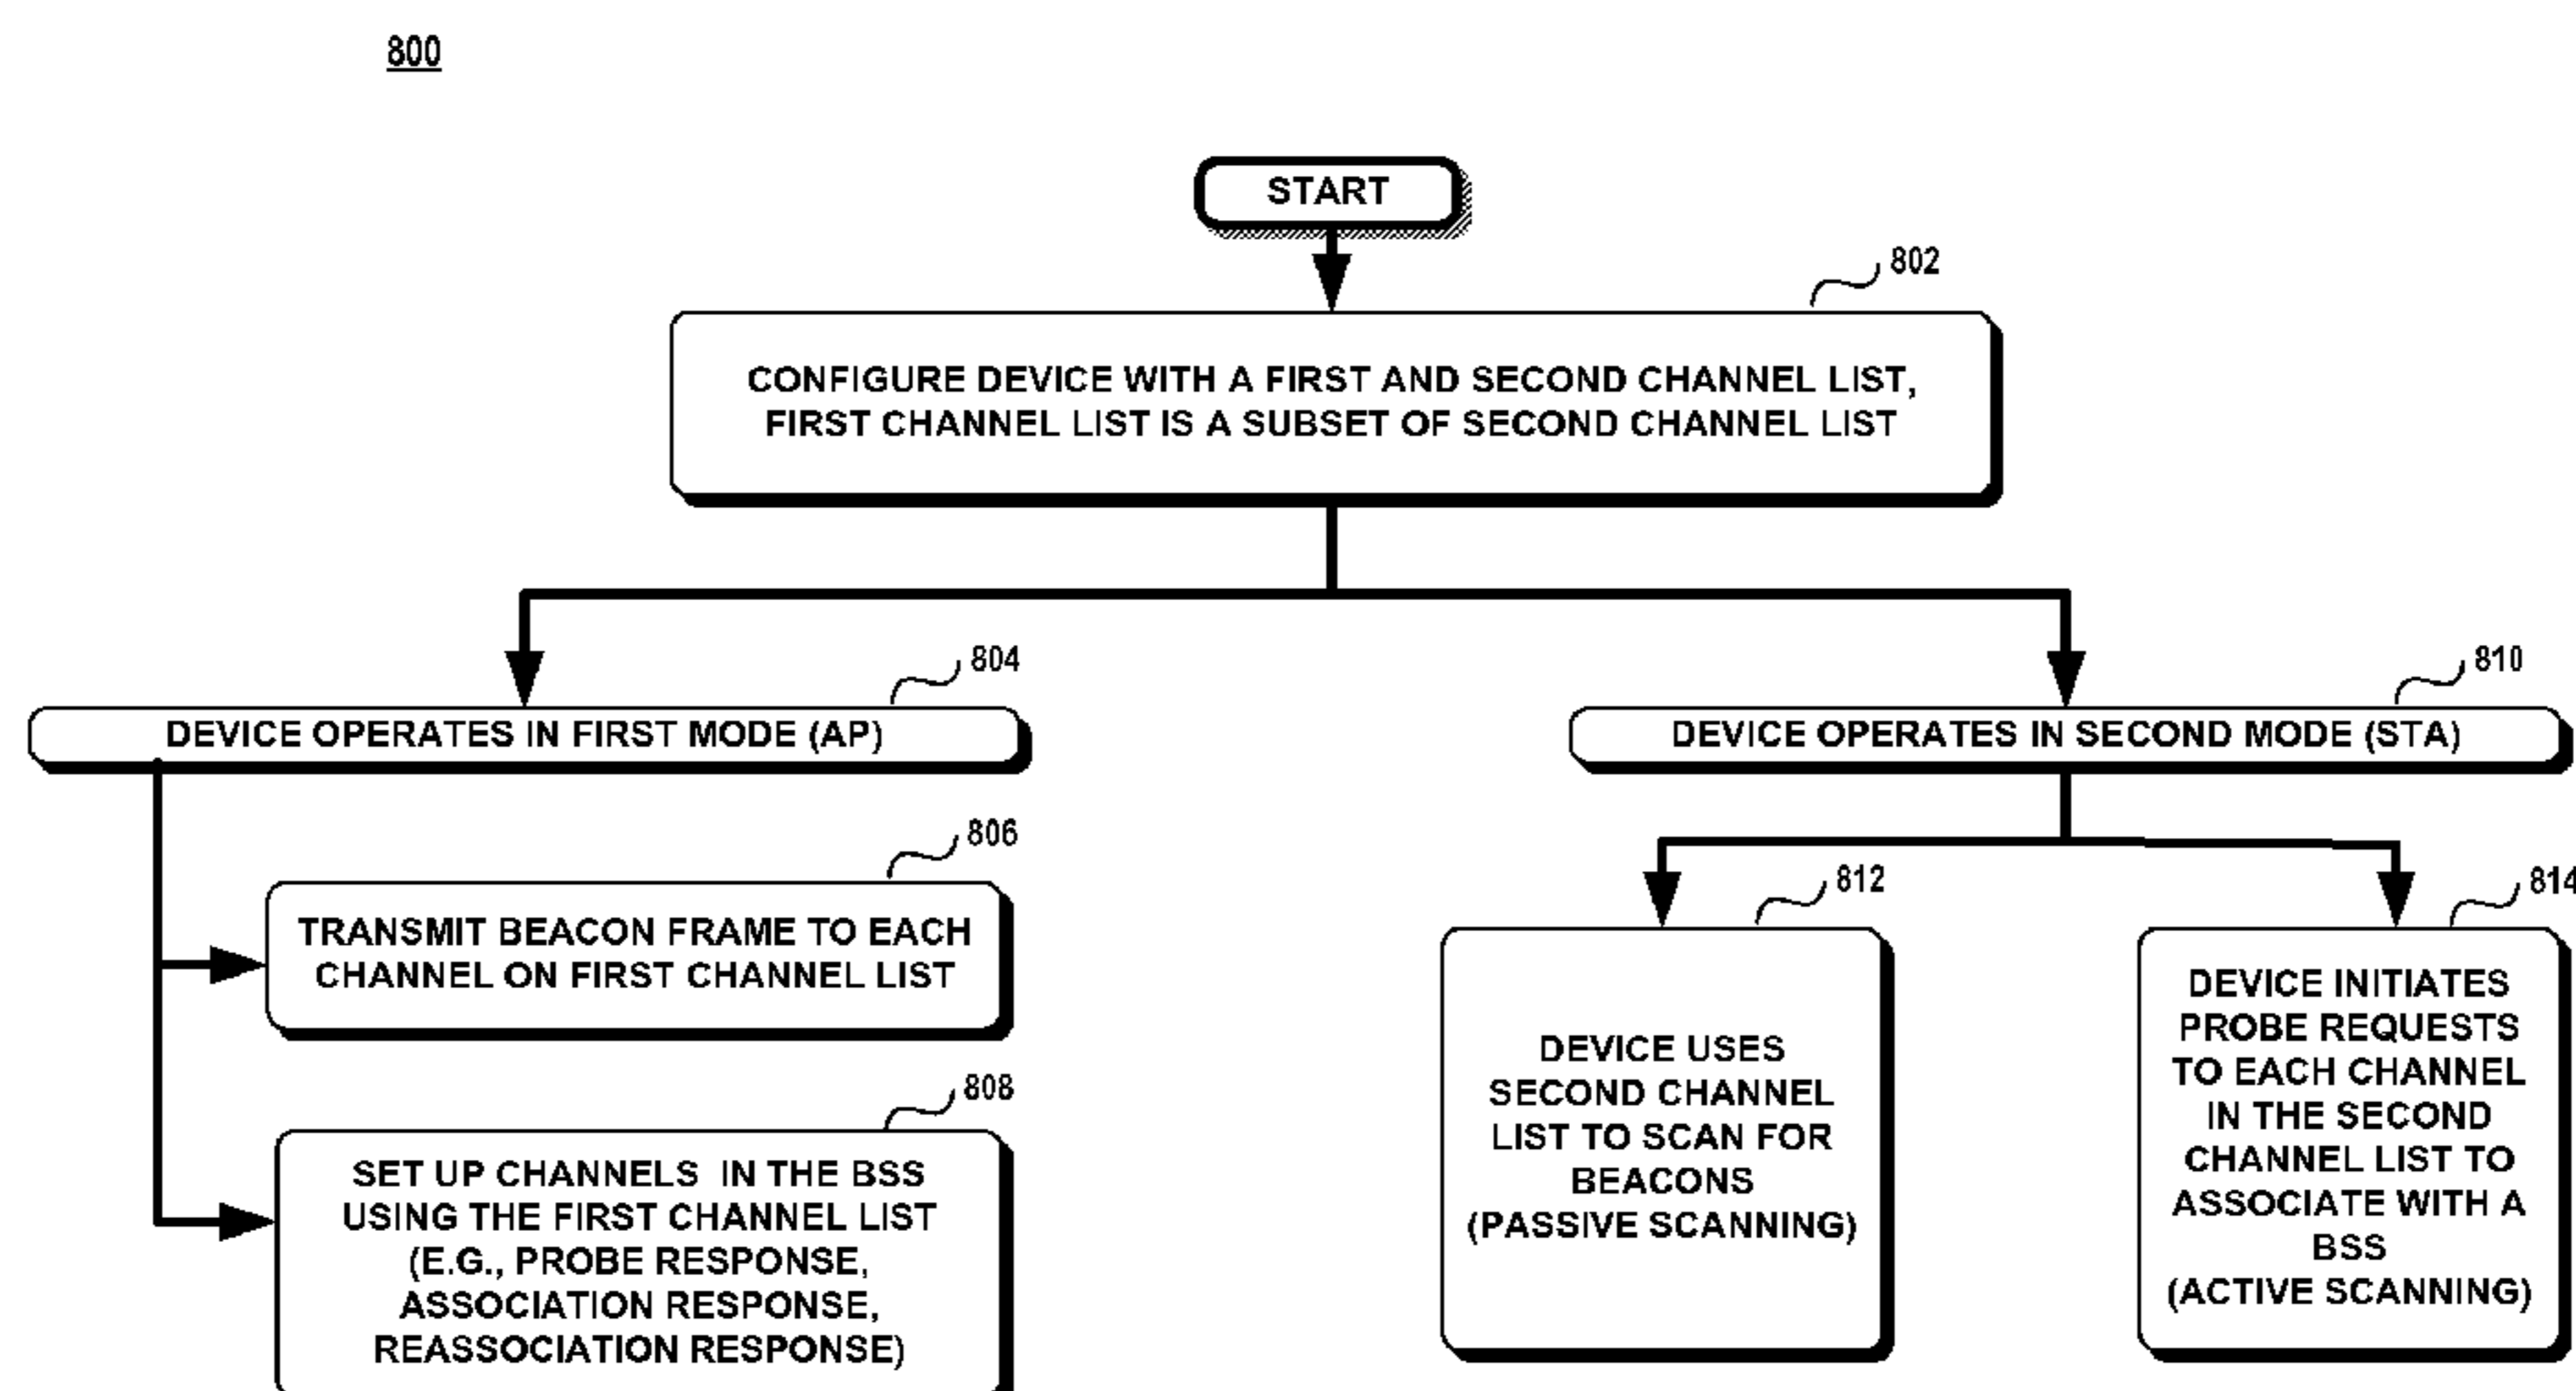 800
START
802
CONFIGURE DEVICE WITH A FIRST AND SECOND CHANNEL LIST,
FIRST CHANNEL LIST IS A SUBSET OF SECOND CHANNEL LIST
804
DEVICE OPERATES IN FIRST MODE (AP)
806
TRANSMIT BEACON FRAME TO EACH
CHANNEL ON FIRST CHANNEL LIST
808
SET UP CHANNELS IN THE BSS
USING THE FIRST CHANNEL LIST
(E.G., PROBE RESPONSE,
ASSOCIATION RESPONSE,
REASSOCIATION RESPONSE)
810
DEVICE OPERATES IN SECOND MODE (STA)
812
DEVICE USES
SECOND CHANNEL
LIST TO SCAN FOR
BEACONS
(PASSIVE SCANNING)
814
DEVICE INITIATES
PROBE REQUESTS
TO EACH CHANNEL
IN THE SECOND
CHANNEL LIST TO
ASSOCIATE WITH A
BSS
(ACTIVE SCANNING)